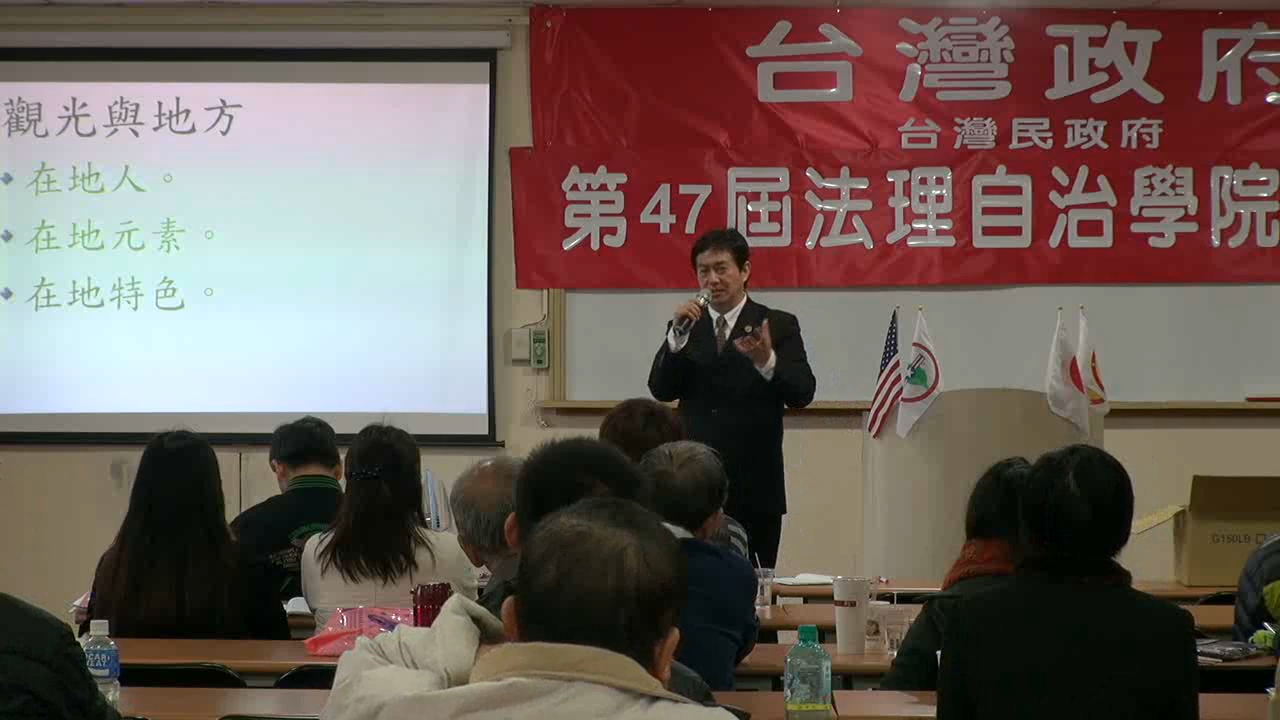 觀光與地方
在地人。
在地元素。
在地特色。
台灣政府
台灣民政府
第47屆法理自治學院
G150LB